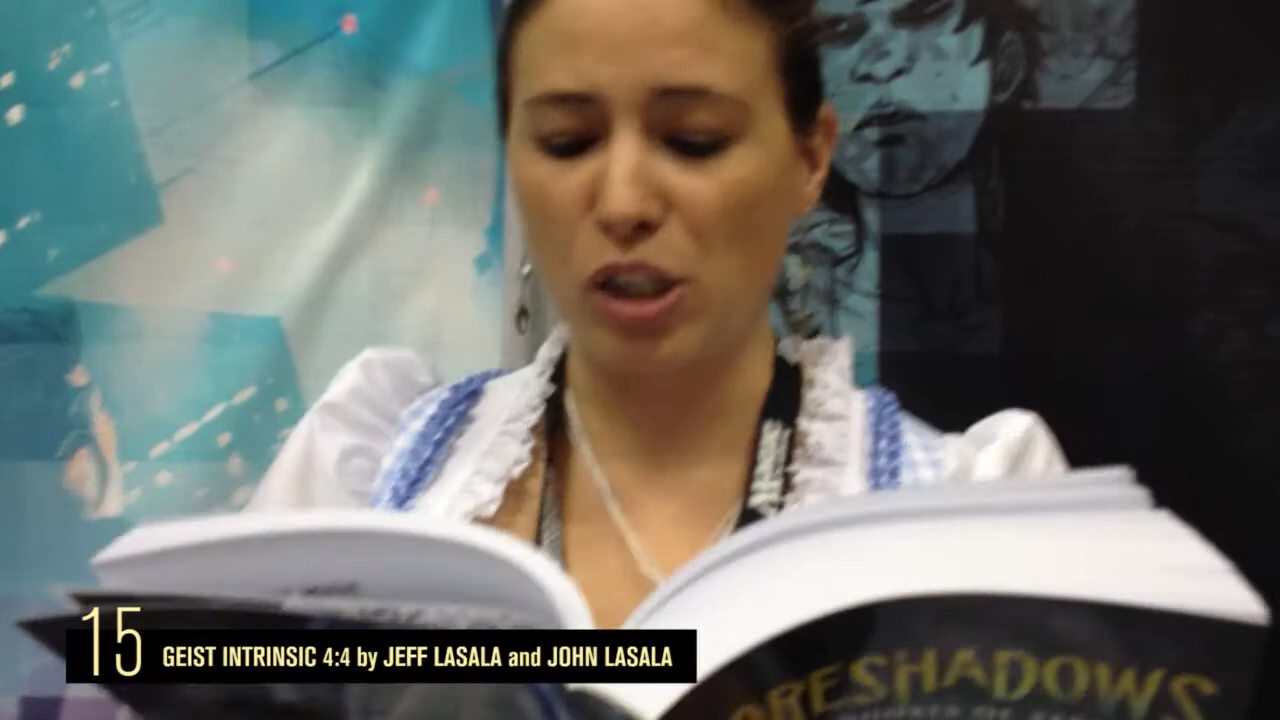 15
GEIST INTRINSIC 4:4 by JEFF LASALA and JOHN LASALA
ORESHADOWS